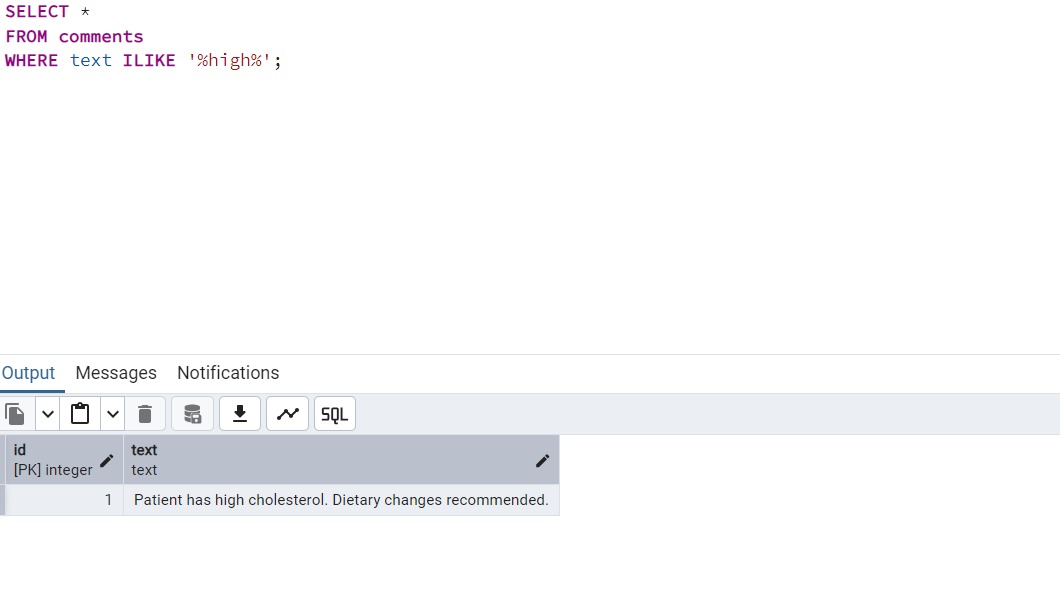 SELECT *
FROM comments
WHERE text ILIKE '%high%';
Output Messages Notifications
SQL
id text
[PK] integer text
1 Patient has high cholesterol. Dietary changes recommended.